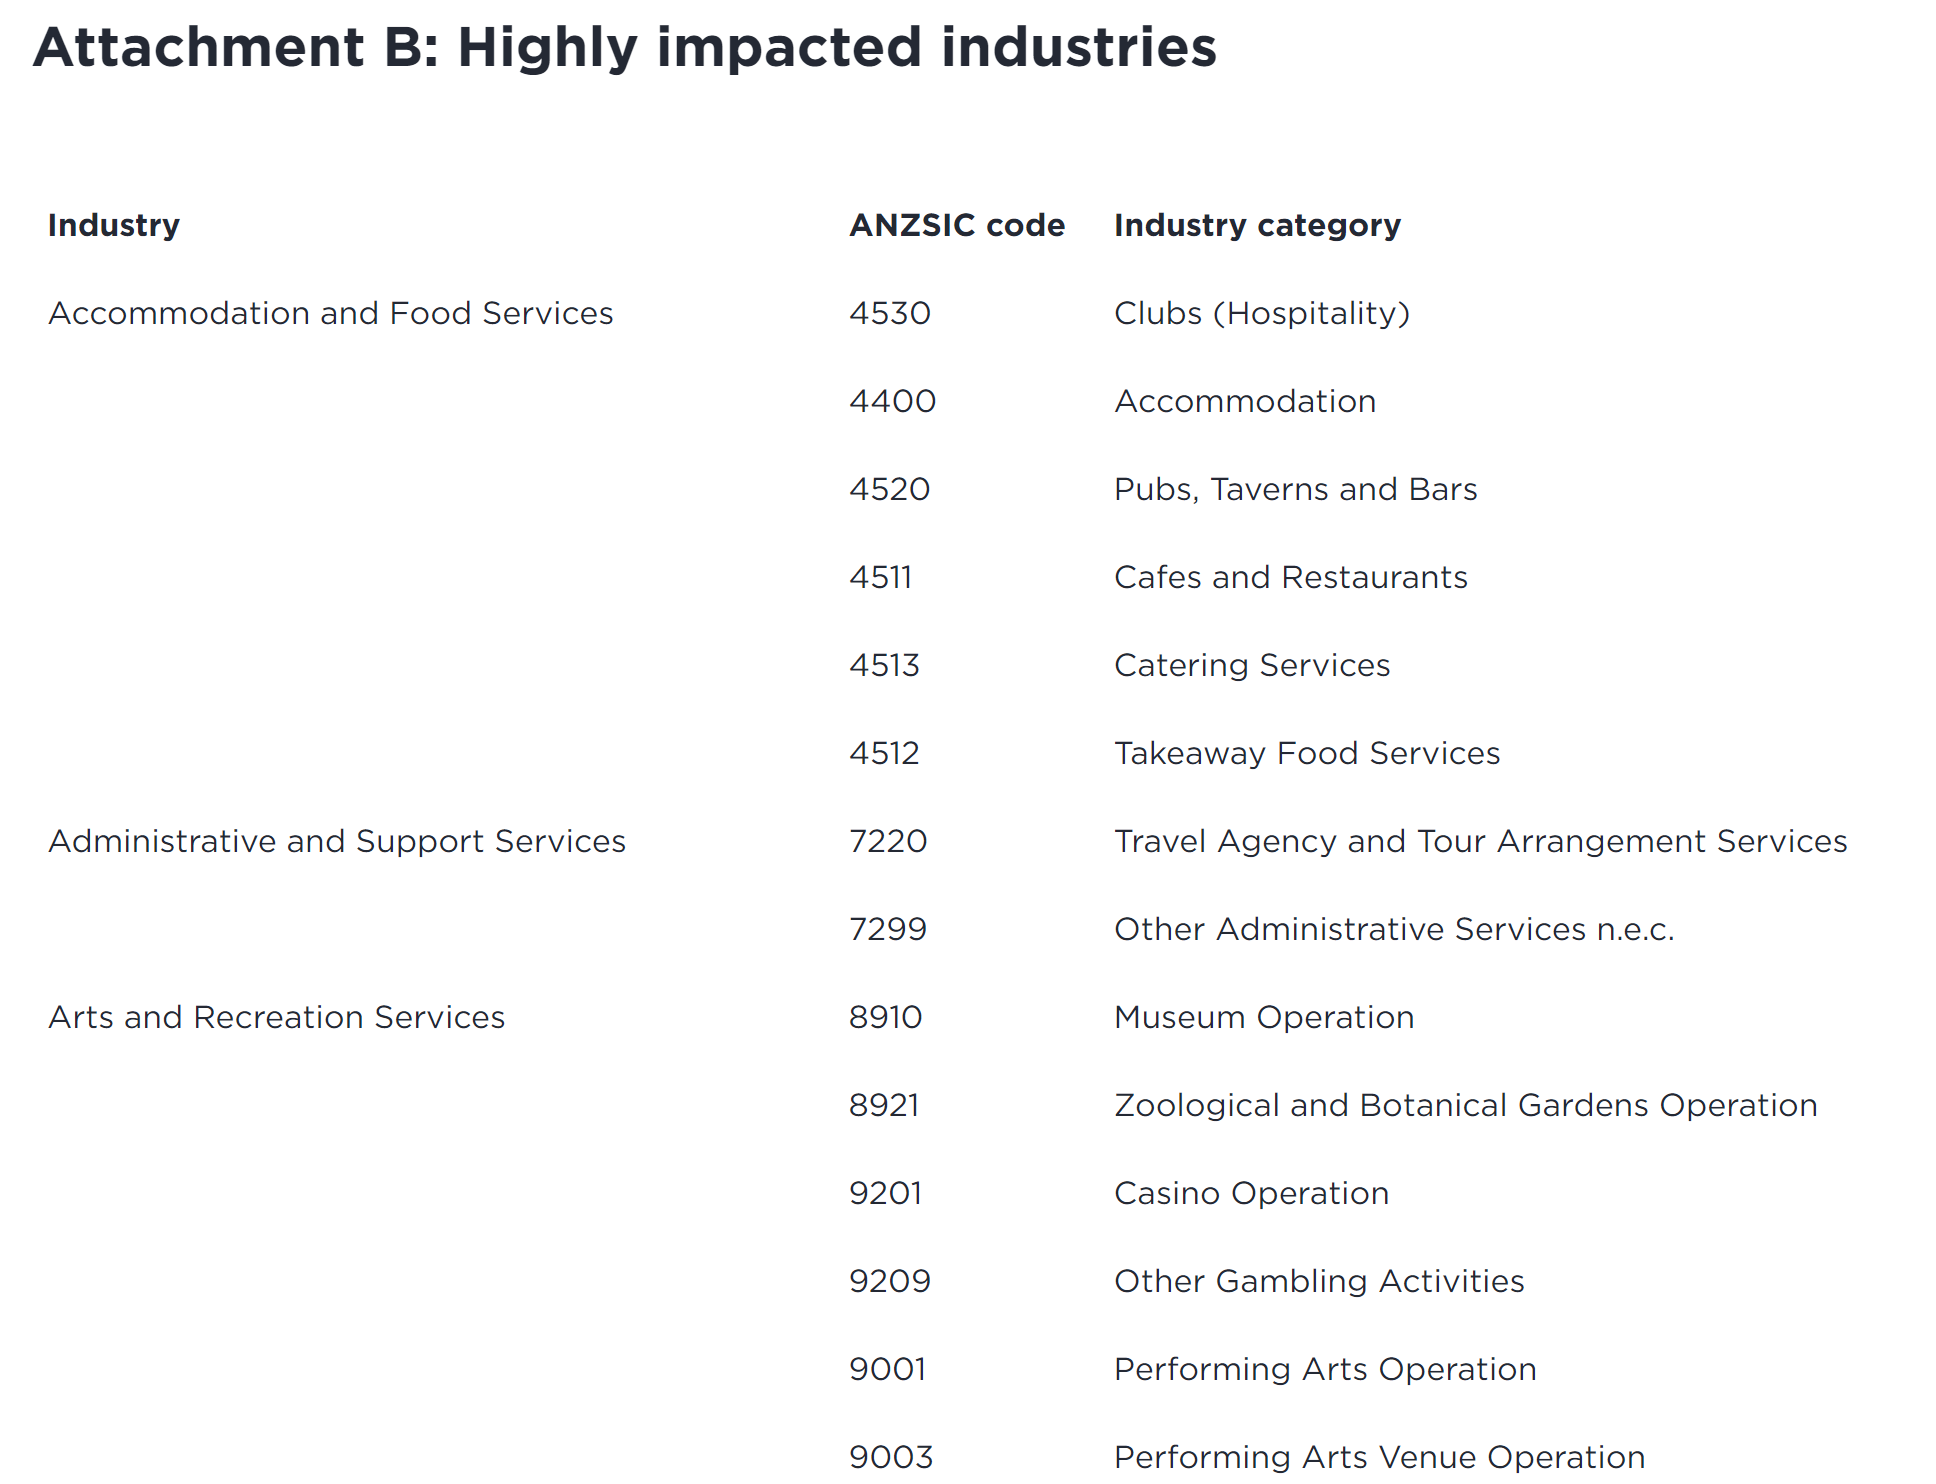 Attachment B: Highly impacted industries
Industry ANZSIC code Industry category
Accommodation and Food Services 4530 Clubs (Hospitality)
4400 Accommodation
4520 Pubs, Taverns and Bars
4511 Cafes and Restaurants
4513 Catering Services
4512 Takeaway Food Services
Administrative and Support Services 7220 Travel Agency and Tour Arrangement Services
7299 Other Administrative Services n.e.c.
Arts and Recreation Services 8910 Museum Operation
8921 Zoological and Botanical Gardens Operation
9201 Casino Operation
9209 Other Gambling Activities
9001 Performing Arts Operation
9003 Performing Arts Venue Operation